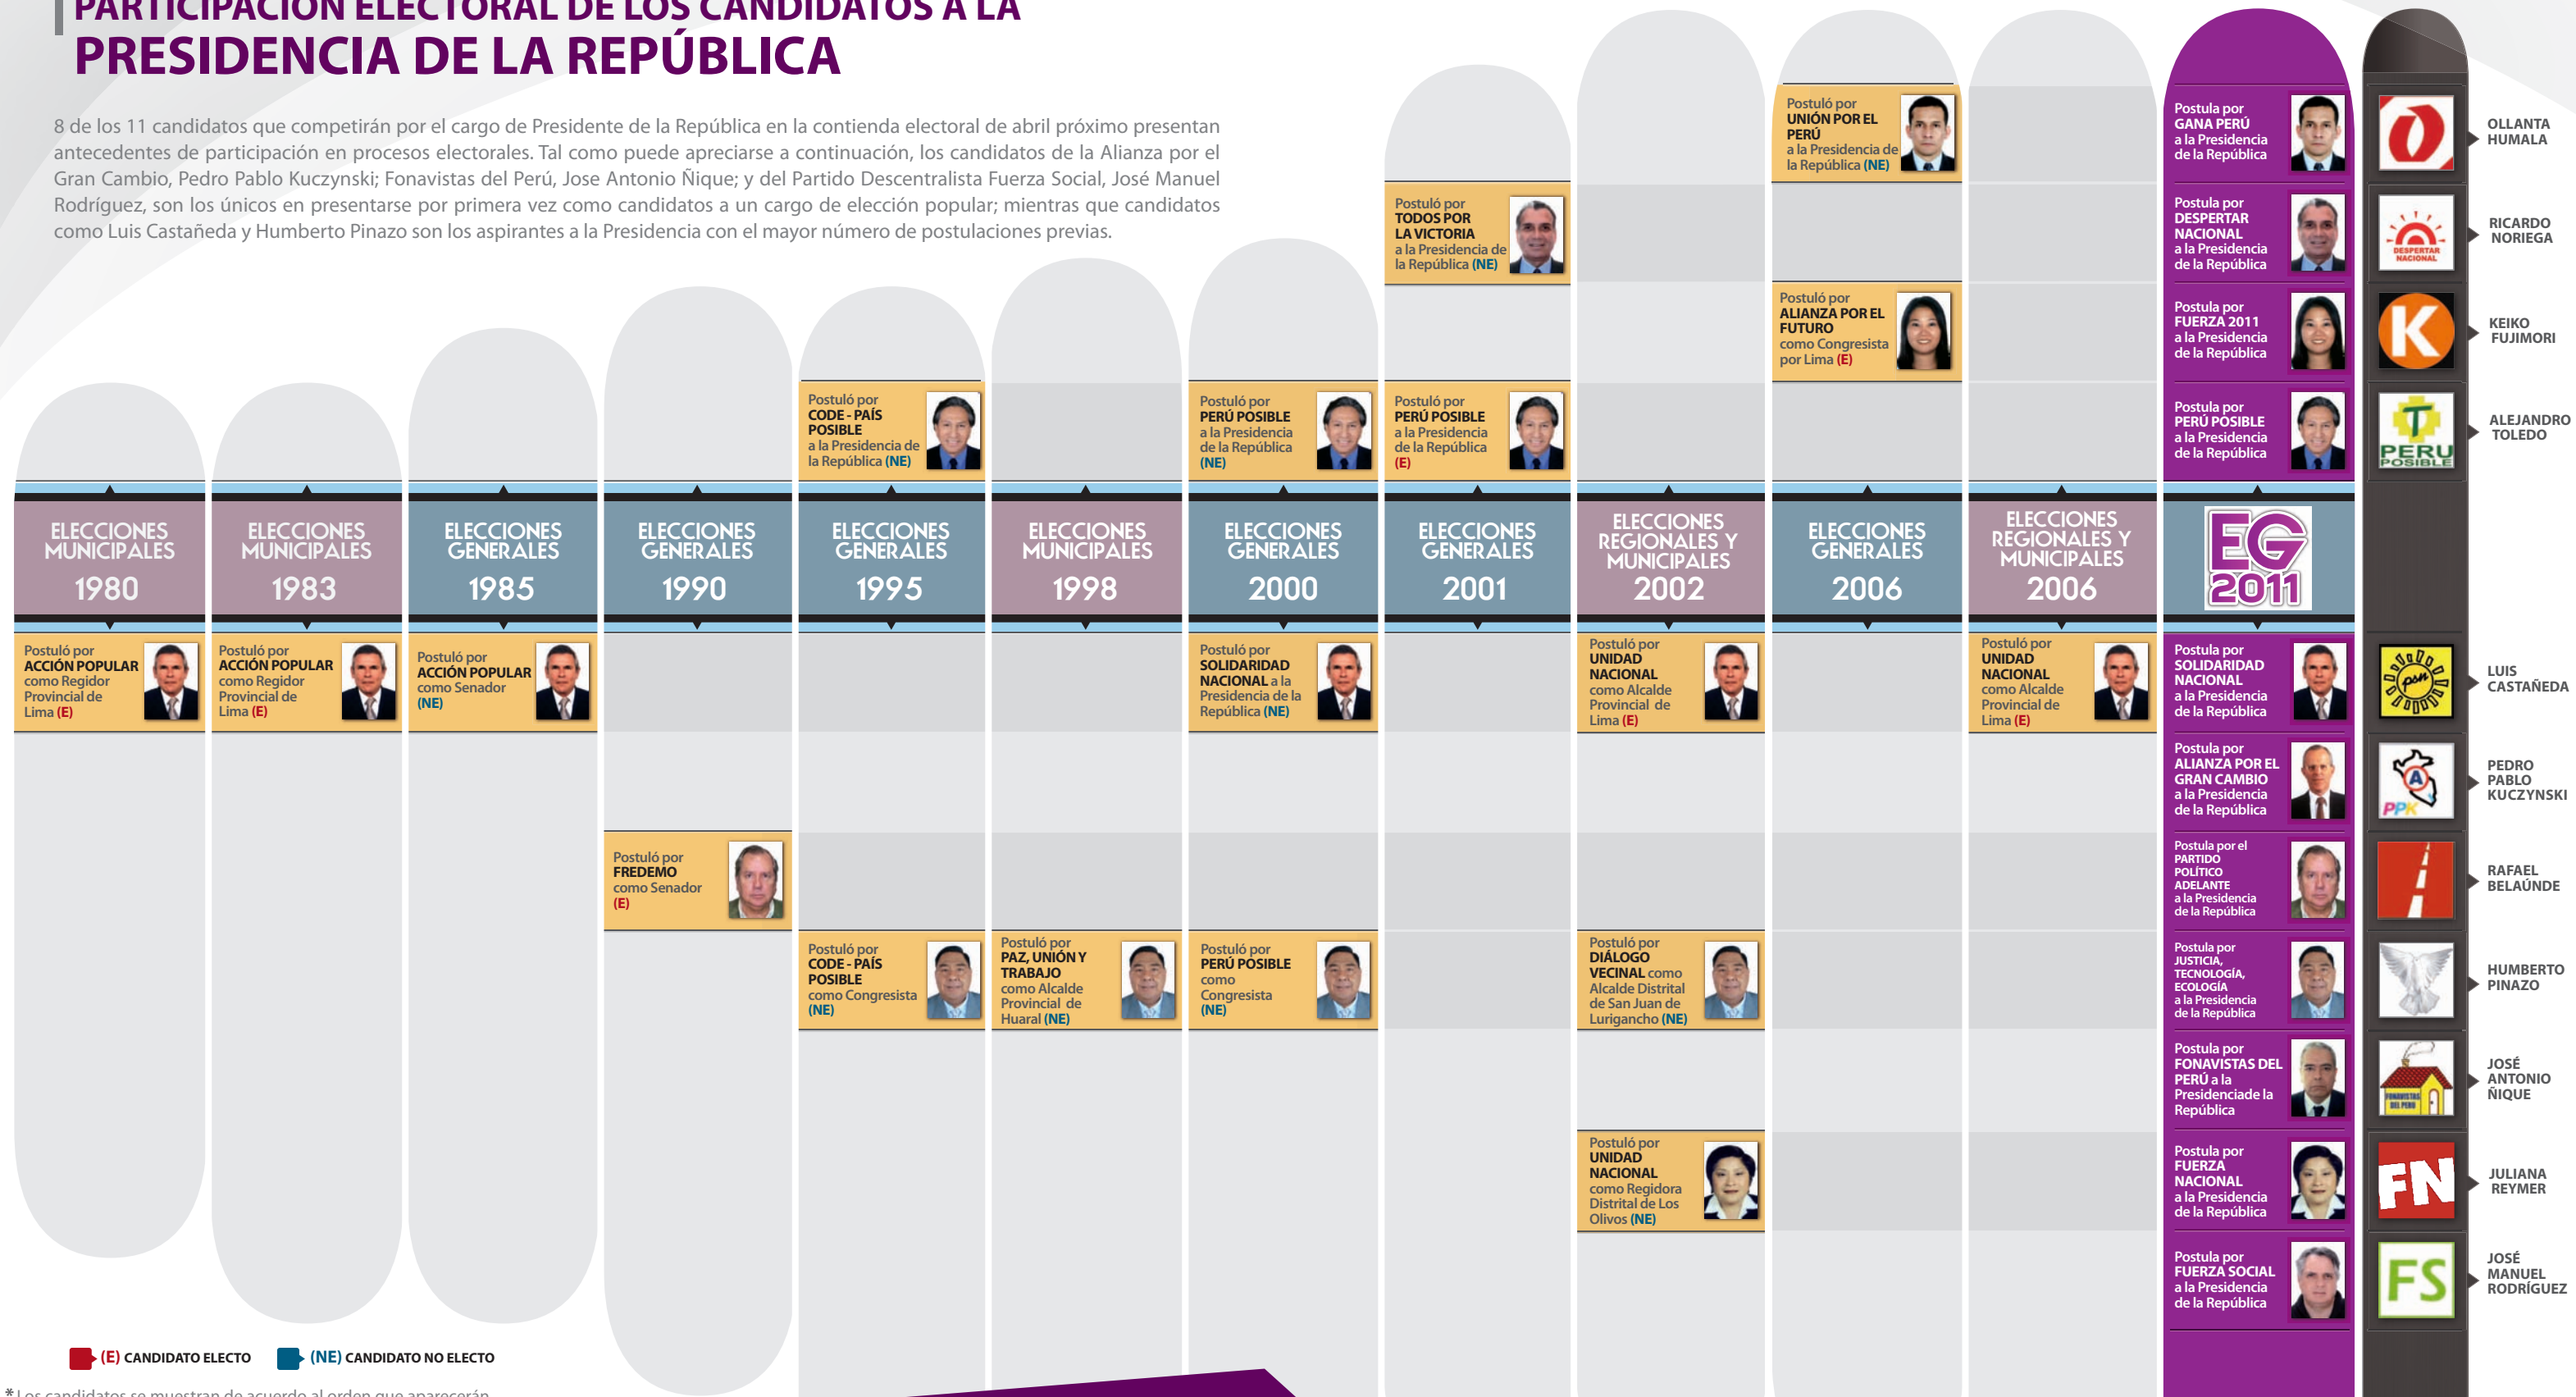 PARTICIPACIÓN ELECTORAL DE LOS CANDIDATOS A LA
PRESIDENCIA DE LA REPÚBLICA
8 de los 11 candidatos que competirán por el cargo de Presidente de la República en la contienda electoral de abril próximo presentan
antecedentes de participación en procesos electorales. Tal como puede apreciarse a continuación, los candidatos de la Alianza por el
Gran Cambio, Pedro Pablo Kuczynski; Fonavistas del Perú, Jose Antonio Ñique; y del Partido Descentralista Fuerza Social, José Manuel
Rodríguez, son los únicos en presentarse por primera vez como candidatos a un cargo de elección popular; mientras que candidatos
como Luis Castañeda y Humberto Pinazo son los aspirantes a la Presidencia con el mayor número de postulaciones previas.
Postuló por
UNIÓN POR EL
PERÚ
a la Presidencia de
la República (NE)
Postula por
GANA PERÚ
a la Presidencia
de la República
OLLANTA
HUMALA
Postuló por
TODOS POR
LA VICTORIA
a la Presidencia de
la República (NE)
Postula por
DESPERTAR
NACIONAL
a la Presidencia
de la República
DESPERTAR
NACIONAL
RICARDO
NORIEGA
Postuló por
ALIANZA POR EL
FUTURO
como Congresista
por Lima (E)
Postula por
FUERZA 2011
a la Presidencia
de la República
K
KEIKO
FUJIMORI
Postuló por
CODE - PAÍS
POSIBLE
a la Presidencia de
la República (NE)
Postuló por
PERÚ POSIBLE
a la Presidencia
de la República
(NE)
Postuló por
PERÚ POSIBLE
a la Presidencia
de la República
(E)
Postula por
PERÚ POSIBLE
a la Presidencia
de la República
T
PERU
POSIBLE
ALEJANDRO
TOLEDO
ELECCIONES
MUNICIPALES
1980
ELECCIONES
MUNICIPALES
1983
ELECCIONES
GENERALES
1985
ELECCIONES
GENERALES
1990
ELECCIONES
GENERALES
1995
ELECCIONES
MUNICIPALES
1998
ELECCIONES
GENERALES
2000
ELECCIONES
GENERALES
2001
ELECCIONES
REGIONALES Y
MUNICIPALES
2002
ELECCIONES
GENERALES
2006
ELECCIONES
REGIONALES Y
MUNICIPALES
2006
EG
2011
Postuló por
ACCIÓN POPULAR
como Regidor
Provincial de
Lima (E)
Postuló por
ACCIÓN POPULAR
como Regidor
Provincial de
Lima (E)
Postuló por
ACCIÓN POPULAR
como Senador
(NE)
Postuló por
SOLIDARIDAD
NACIONAL a la
Presidencia de la
República (NE)
Postuló por
UNIDAD
NACIONAL
como Alcalde
Provincial de
Lima (E)
Postuló por
UNIDAD
NACIONAL
como Alcalde
Provincial de
Lima (E)
Postula por
SOLIDARIDAD
NACIONAL
a la Presidencia
de la República
psn
LUIS
CASTAÑEDA
Postula por
ALIANZA POR EL
GRAN CAMBIO
a la Presidencia
de la República
A
PPK
PEDRO
PABLO
KUCZYNSKI
Postuló por
FREDEMO
como Senador
(E)
Postula por el
PARTIDO
POLÍTICO
ADELANTE
a la Presidencia
de la República
RAFAEL
BELAÚNDE
Postuló por
CODE - PAÍS
POSIBLE
como Congresista
(NE)
Postuló por
PAZ, UNIÓN Y
TRABAJO
como Alcalde
Provincial de
Huaral (NE)
Postuló por
PERÚ POSIBLE
como
Congresista
(NE)
Postuló por
DIÁLOGO
VECINAL como
Alcalde Distrital
de San Juan de
Lurigancho (NE)
Postula por
JUSTICIA,
TECNOLOGÍA,
ECOLOGÍA
a la Presidencia
de la República
HUMBERTO
PINAZO
Postula por
FONAVISTAS DEL
PERÚ a la
Presidenciade la
República
FONAVISTAS
DEL PERU
JOSÉ
ANTONIO
ÑIQUE
Postuló por
UNIDAD
NACIONAL
como Regidora
Distrital de Los
Olivos (NE)
Postula por
FUERZA
NACIONAL
a la Presidencia
de la República
FN
JULIANA
REYMER
Postula por
FUERZA SOCIAL
a la Presidencia
de la República
FS
JOSÉ
MANUEL
RODRÍGUEZ
(E) CANDIDATO ELECTO
(NE) CANDIDATO NO ELECTO
* Los candidatos se muestran de acuerdo al orden que aparecerán